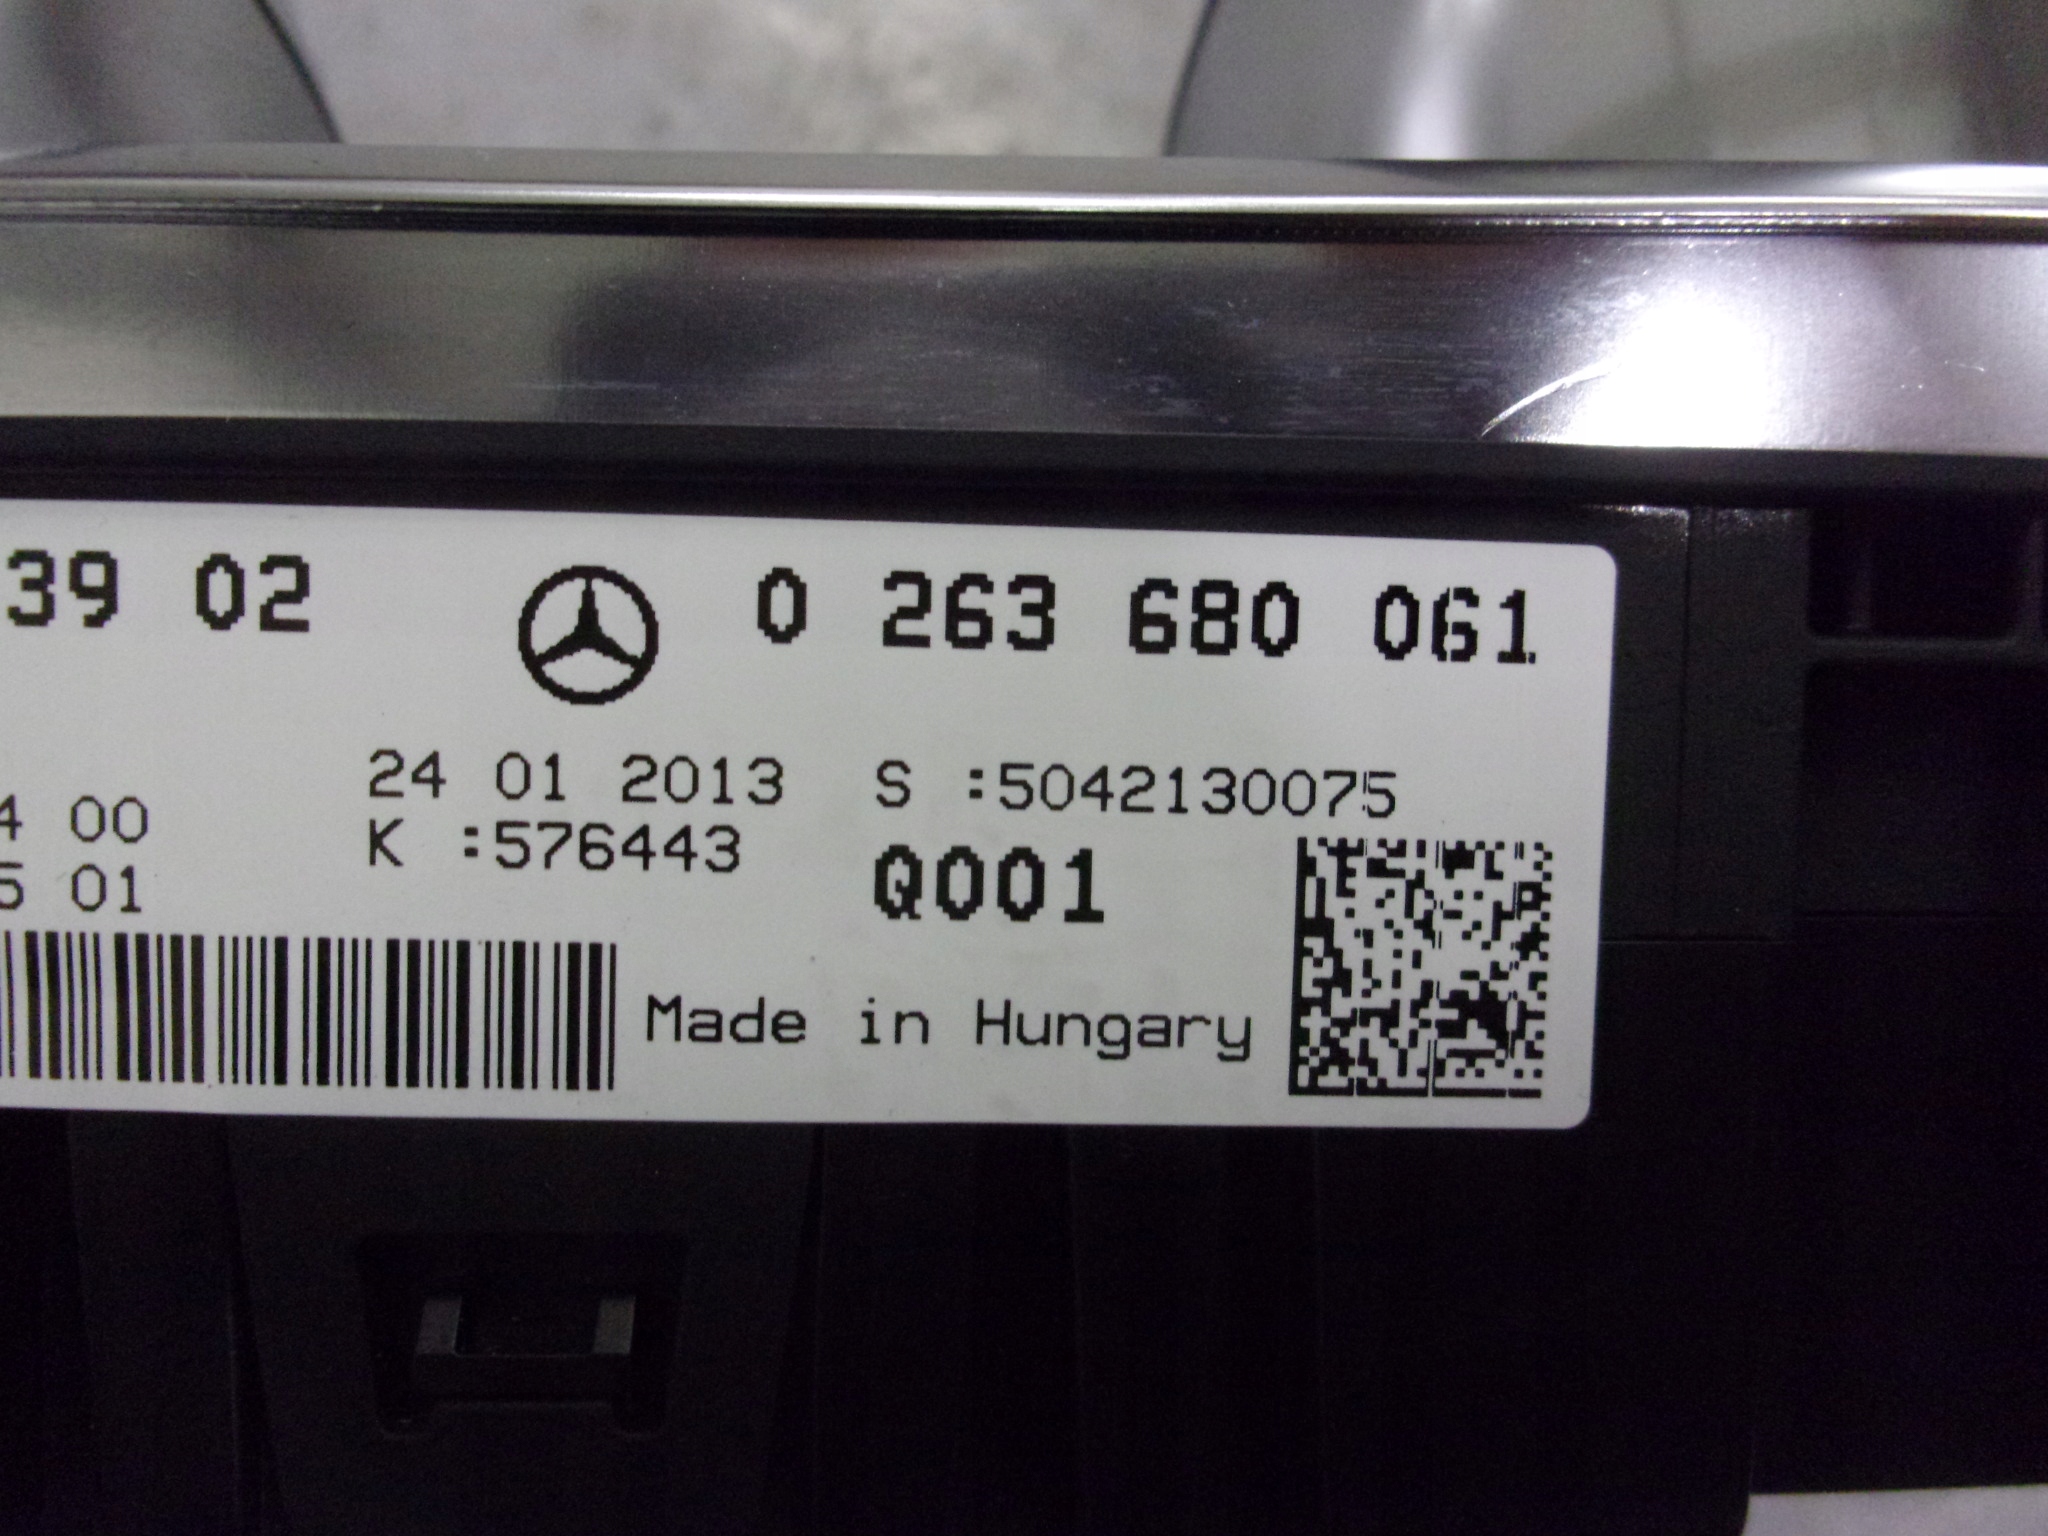 39 02 0 263 680 061
24 01 2013 S :5042130075
4 00 K :576443
5 01 Q001
Made in Hungary